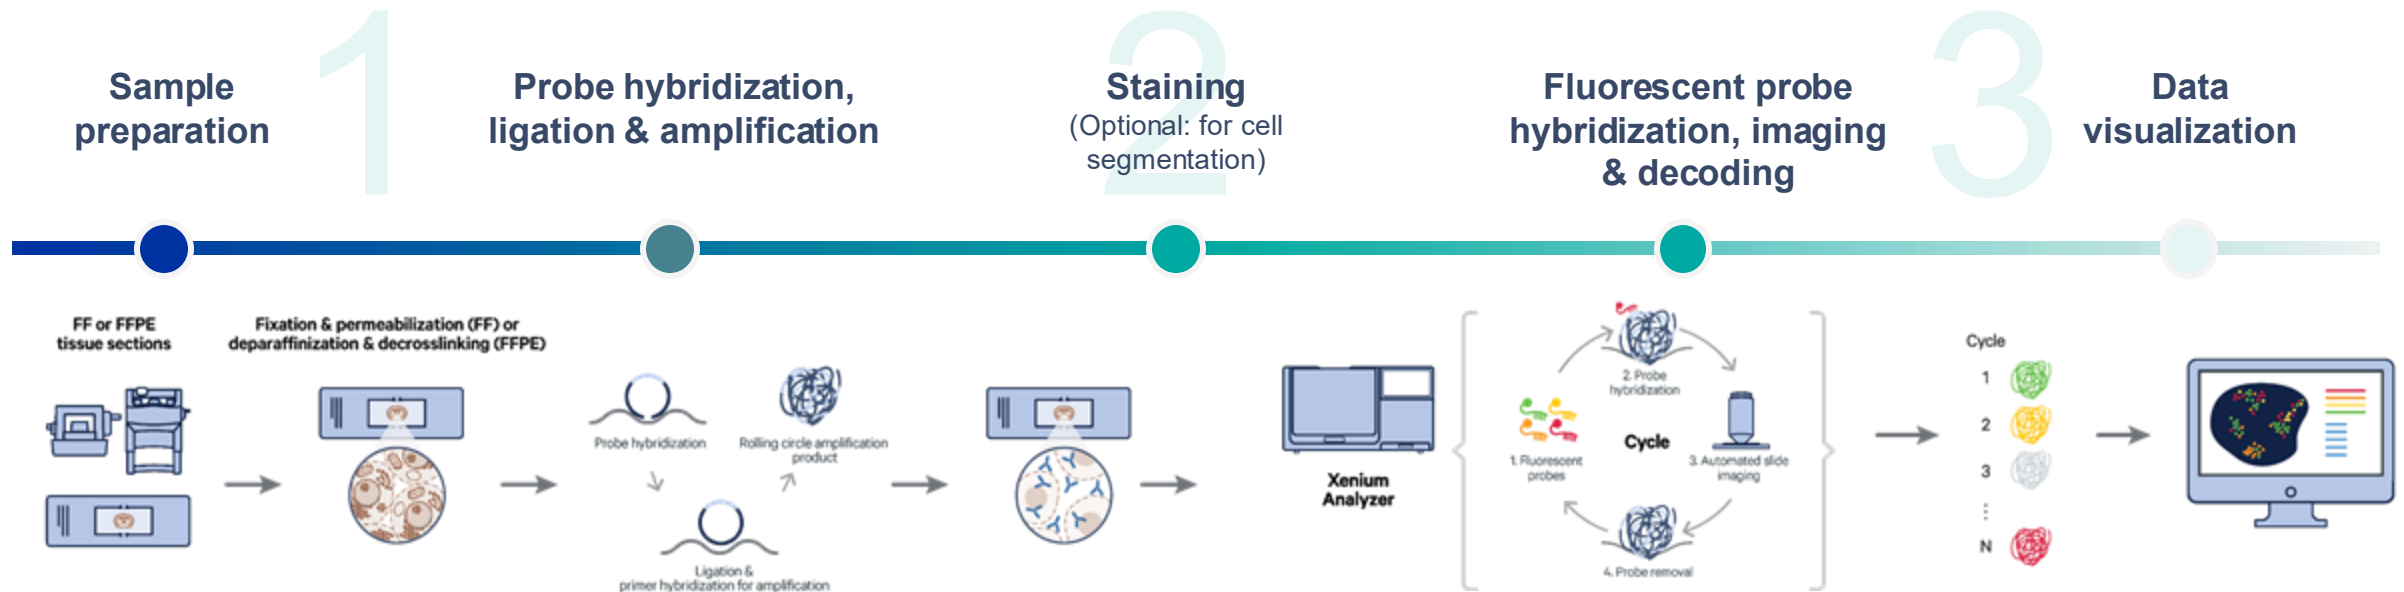 1
2
3
Sample
preparation
Probe hybridization,
ligation & amplification
Staining
(Optional: for cell
segmentation)
Fluorescent probe
hybridization, imaging
& decoding
Data
visualization
FF or FFPE
tissue sections
Fixation & permeabilization (FF) or
deparaffinization & decrosslinking (FFPE)
Probe hybridization
Rolling circle amplification
product
Ligation &
primer hybridization for amplification
Xenium
Analyzer
Cycle
1. Fluorescent
probes
2. Probe
hybridization
3. Automated slide
imaging
4. Probe removal
Cycle
1
2
3
⋮
N